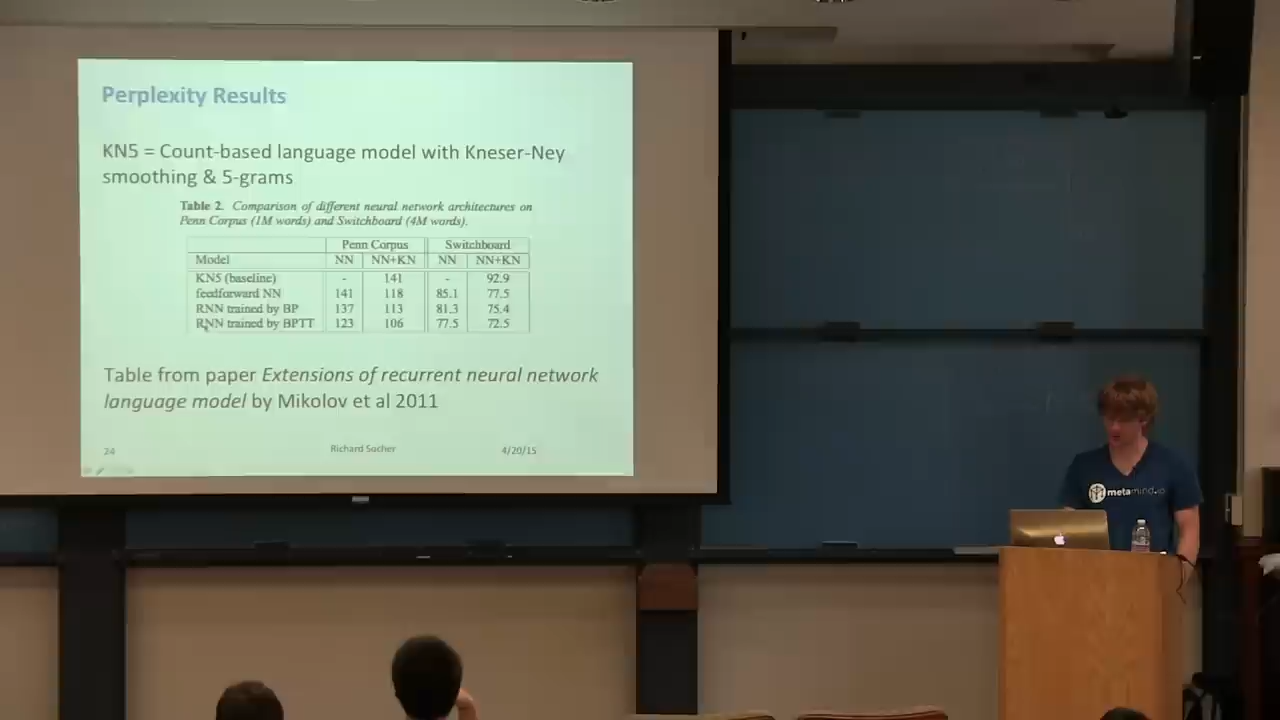 Perplexity Results
KN5 = Count-based language model with Kneser-Ney
smoothing & 5-grams
Table 2. Comparison of different neural network architectures on
Penn Corpus (1M words) and Switchboard (4M words).
Penn Corpus Switchboard
Model NN NN+KN NN NN+KN
KN5 (baseline) - 141 - 92.9
feedforward NN 141 118 85.1 77.5
RNN trained by BP 137 113 81.3 75.4
RNN trained by BPTT 123 106 77.5 72.5
Table from paper Extensions of recurrent neural network
language model by Mikolov et al 2011
24 Richard Socher 4/20/15
metamind.io